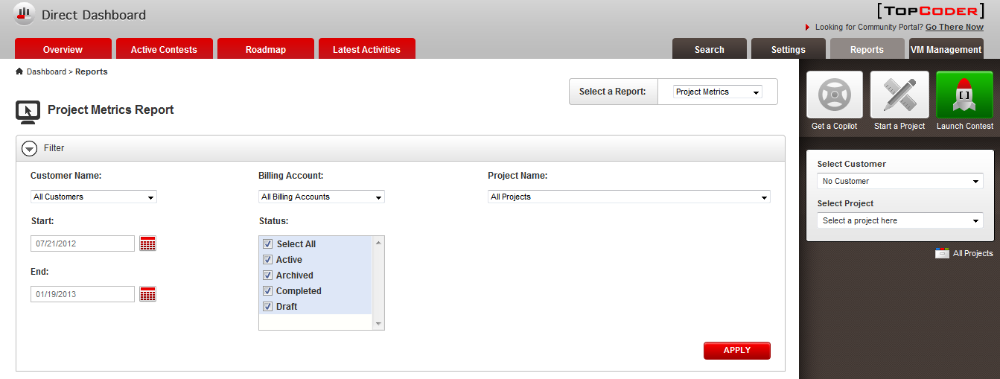 Direct Dashboard
[TOPCODER]
Looking for Community Portal? Go There Now
Overview
Active Contests
Roadmap
Latest Activities
Search
Settings
Reports
VM Management
Dashboard > Reports
Select a Report:
Project Metrics
Project Metrics Report
Get a Copilot
Start a Project
[ ]
Launch Contest
Filter
Customer Name:
Billing Account:
Project Name:
All Customers
All Billing Accounts
All Projects
Start:
Status:
07/21/2012
Select All
Active
Archived
Completed
Draft
End:
01/19/2013
APPLY
Select Customer
No Customer
Select Project
Select a project here
All Projects